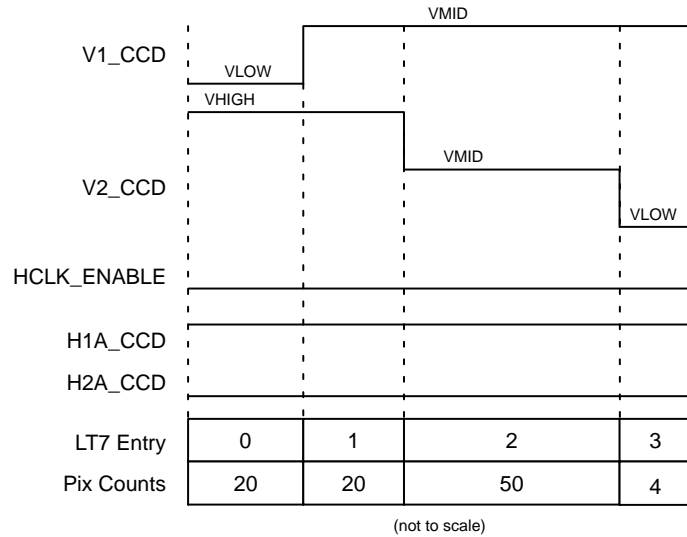 VMID
V1_CCD
VLOW
VHIGH
VMID
V2_CCD
VLOW
HCLK_ENABLE
H1A_CCD
H2A_CCD
LT7 Entry 0 1 2 3
Pix Counts 20 20 50 4
(not to scale)